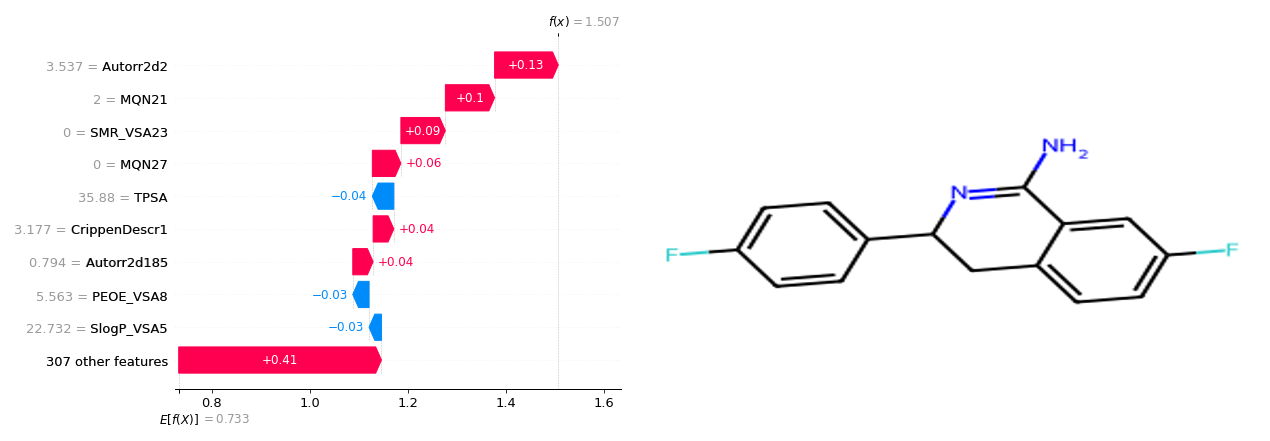 f(x) = 1.507
3.537 = Autorr2d2
+0.13
2 = MQN21
+0.1
0 = SMR_VSA23
+0.09
0 = MQN27
+0.06
35.88 = TPSA
−0.04
3.177 = CrippenDescr1
+0.04
0.794 = Autorr2d185
+0.04
5.563 = PEOE_VSA8
−0.03
22.732 = SlogP_VSA5
−0.03
307 other features
+0.41
0.8 1.0 1.2 1.4 1.6
E[f(X)] = 0.733
NH2
N
F
F